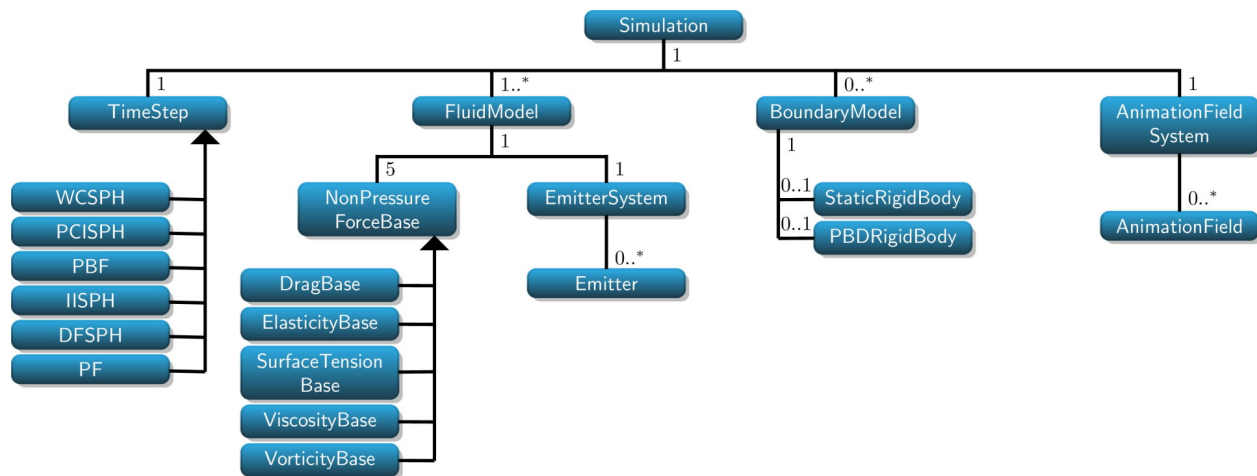 Simulation
1
1
1..*
0..*
1
TimeStep
FluidModel
BoundaryModel
AnimationField
System
1
1
5
1
WCSPH
PCISPH
PBF
IISPH
DFSPH
PF
NonPressure
ForceBase
EmitterSystem
0..1
StaticRigidBody
0..1
PBDRigidBody
0..*
AnimationField
0..*
Emitter
DragBase
ElasticityBase
SurfaceTension
Base
ViscosityBase
VorticityBase